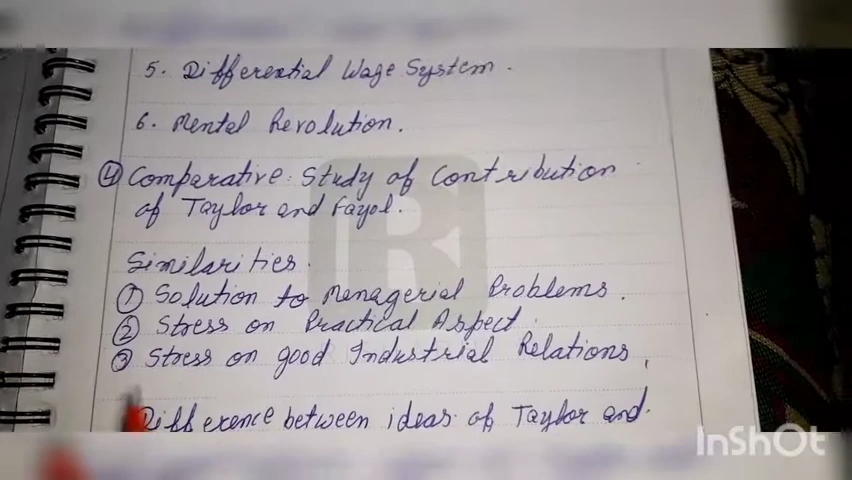 5. Differential Wage System.
6. Mental Revolution.
④ Comparative Study of Contribution
of Taylor and Fayol.
Similarities.
① Solution to Menagerial Problems.
② Stress on Practical Aspect.
③ Stress on good Industrial Relations,
Difference between ideas of Taylor and
R
InShOt